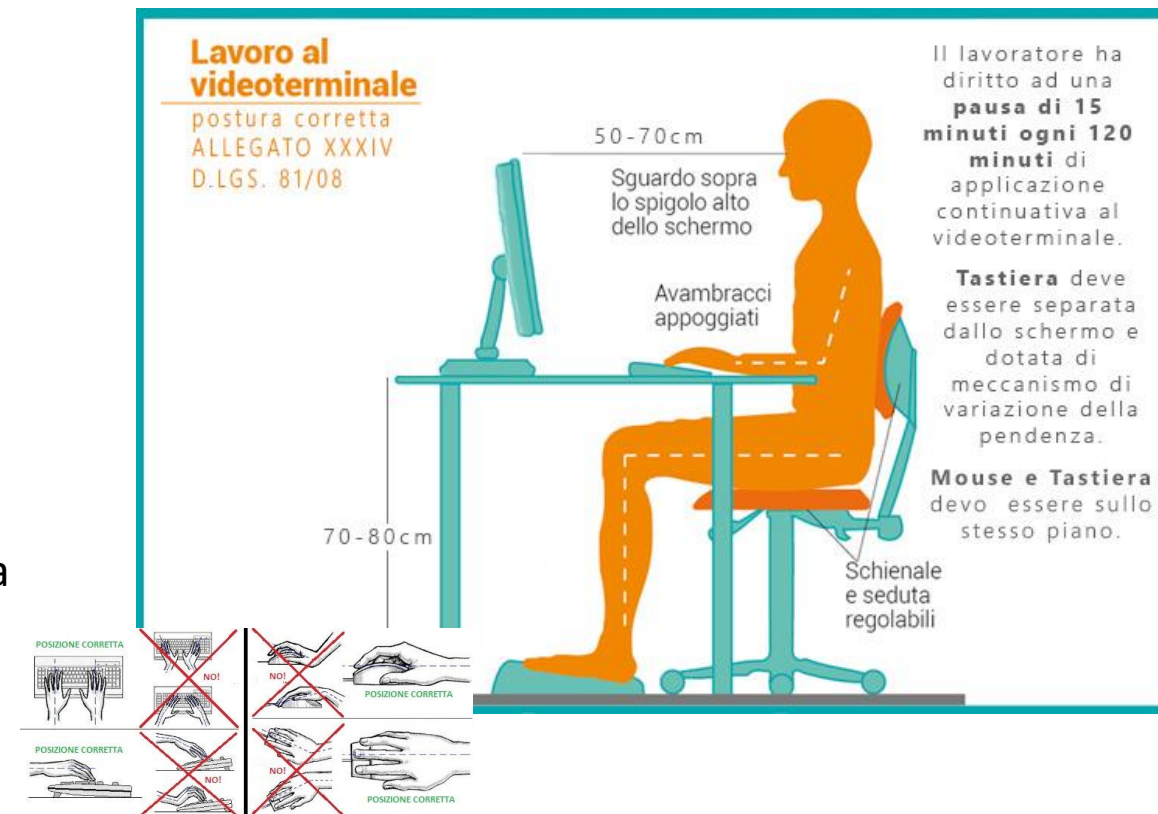 Lavoro al
videoterminale
postura corretta
ALLEGATO XXXIV
D.LGS. 81/08
50-70cm
Sguardo sopra
lo spigolo alto
dello schermo
Avambracci
appoggiati
70-80cm
Schienale
e seduta
regolabili
Il lavoratore ha
diritto ad una
pausa di 15
minuti ogni 120
minuti di
applicazione
continuativa al
videoterminale.
Tastiera deve
essere separata
dallo schermo e
dotata di
meccanismo di
variazione della
pendenza.
Mouse e Tastiera
devo essere sullo
stesso piano.
a
POSIZIONE CORRETTA
NO!
NO!
POSIZIONE CORRETTA
POSIZIONE CORRETTA
NO!
NO!
POSIZIONE CORRETTA